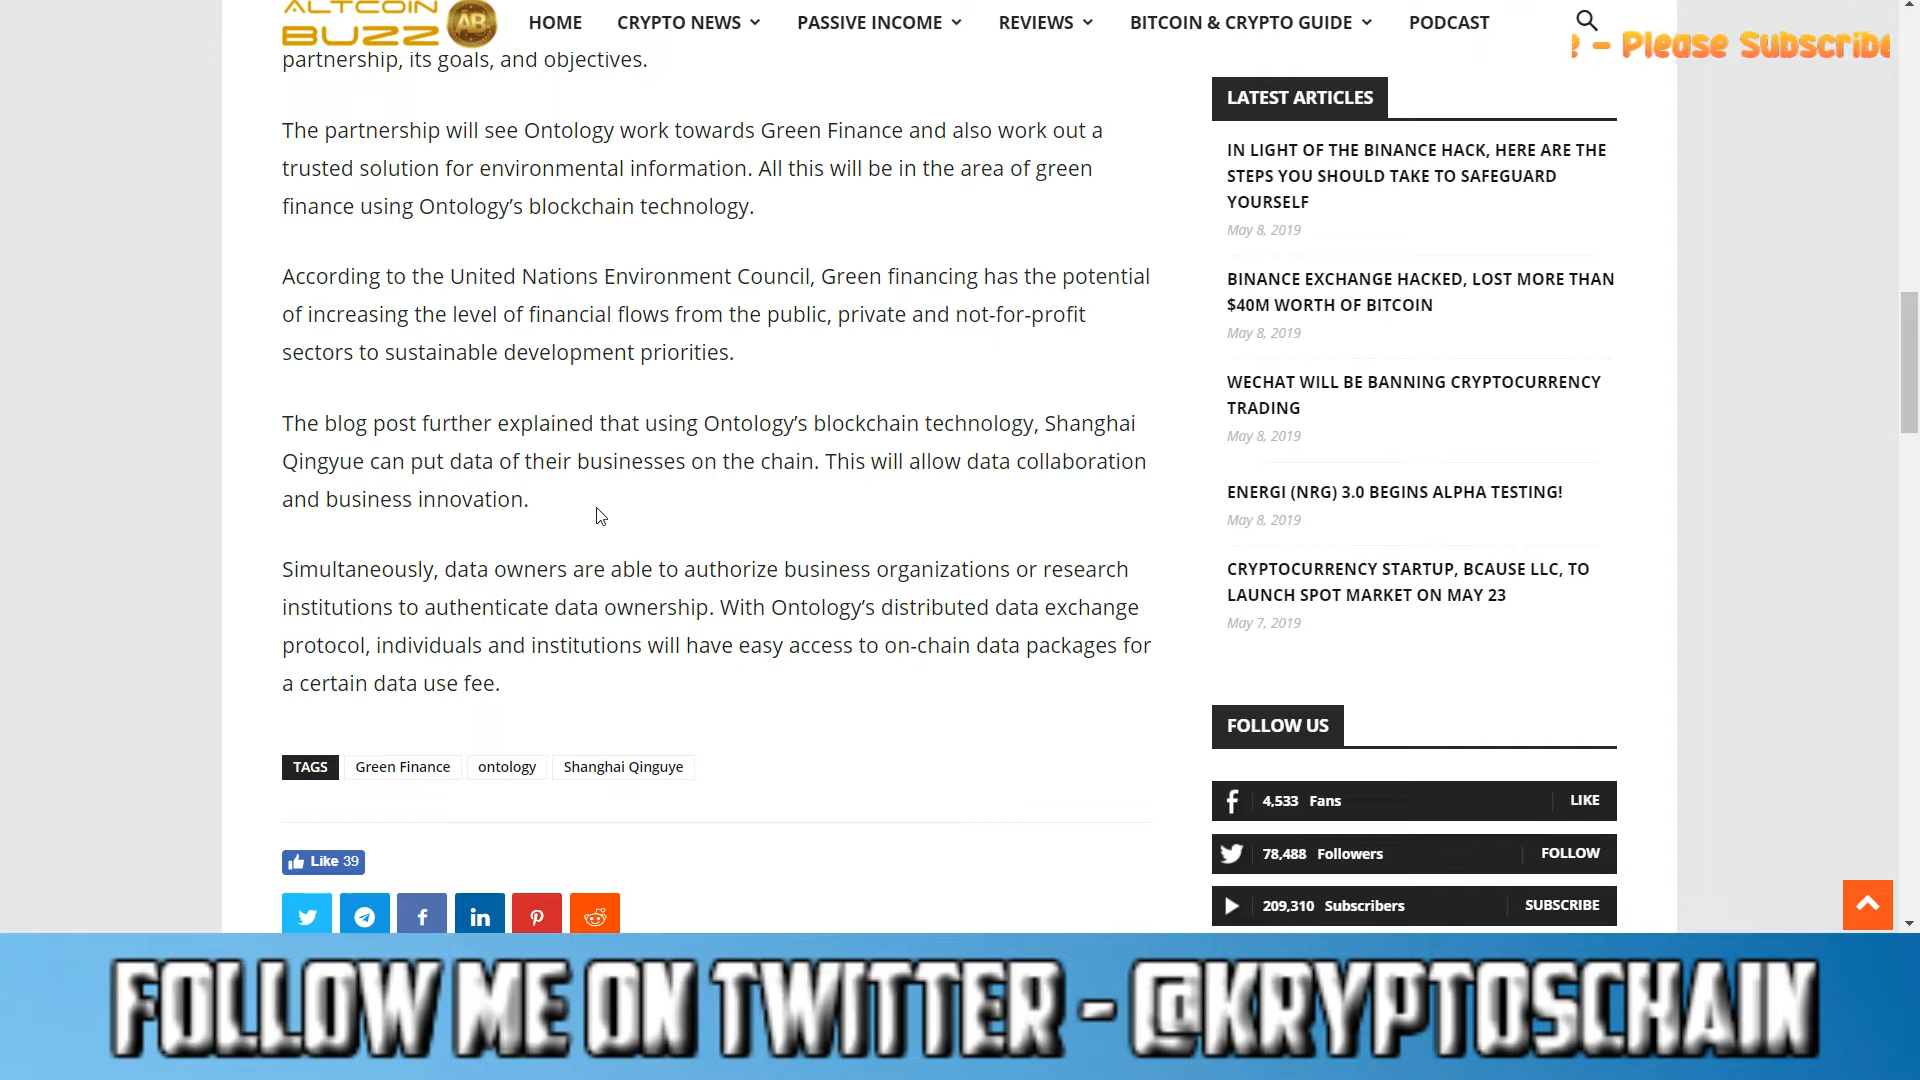 ALTCOIN
BUZZ AB
HOME CRYPTO NEWS PASSIVE INCOME REVIEWS BITCOIN & CRYPTO GUIDE PODCAST
– Please Subscribe
partnership, its goals, and objectives.
The partnership will see Ontology work towards Green Finance and also work out a
trusted solution for environmental information. All this will be in the area of green
finance using Ontology’s blockchain technology.
According to the United Nations Environment Council, Green financing has the potential
of increasing the level of financial flows from the public, private and not-for-profit
sectors to sustainable development priorities.
The blog post further explained that using Ontology’s blockchain technology, Shanghai
Qingyue can put data of their businesses on the chain. This will allow data collaboration
and business innovation.
Simultaneously, data owners are able to authorize business organizations or research
institutions to authenticate data ownership. With Ontology’s distributed data exchange
protocol, individuals and institutions will have easy access to on-chain data packages for
a certain data use fee.
TAGS Green Finance ontology Shanghai Qinguye
Like 39
LATEST ARTICLES
IN LIGHT OF THE BINANCE HACK, HERE ARE THE
STEPS YOU SHOULD TAKE TO SAFEGUARD
YOURSELF
May 8, 2019
BINANCE EXCHANGE HACKED, LOST MORE THAN
$40M WORTH OF BITCOIN
May 8, 2019
WECHAT WILL BE BANNING CRYPTOCURRENCY
TRADING
May 8, 2019
ENERGI (NRG) 3.0 BEGINS ALPHA TESTING!
May 8, 2019
CRYPTOCURRENCY STARTUP, BCAUSE LLC, TO
LAUNCH SPOT MARKET ON MAY 23
May 7, 2019
FOLLOW US
4,533 Fans LIKE
78,488 Followers FOLLOW
209,310 Subscribers SUBSCRIBE
FOLLOW ME ON TWITTER - @KRYPTOSCHAIN